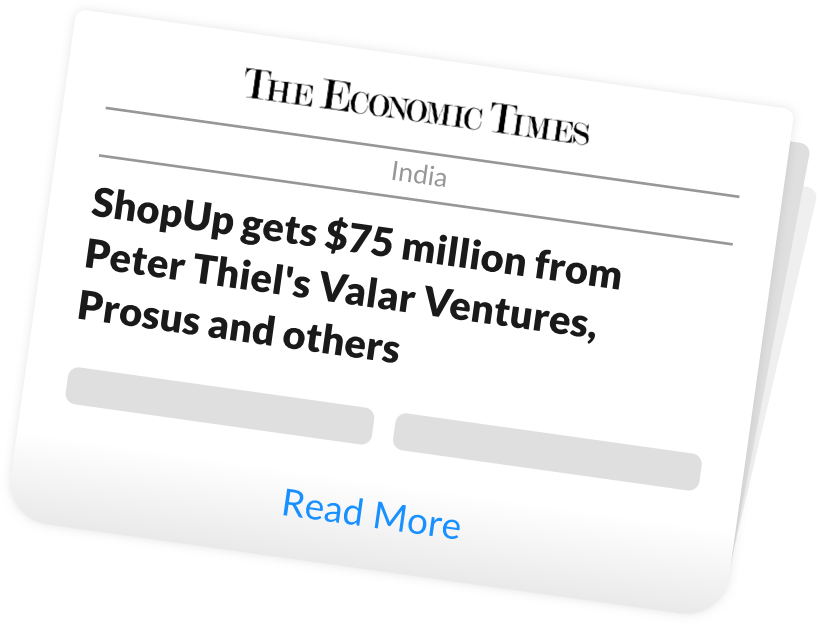 THE ECONOMIC TIMES
India
ShopUp gets $75 million from
Peter Thiel's Valar Ventures,
Prosus and others
Read More